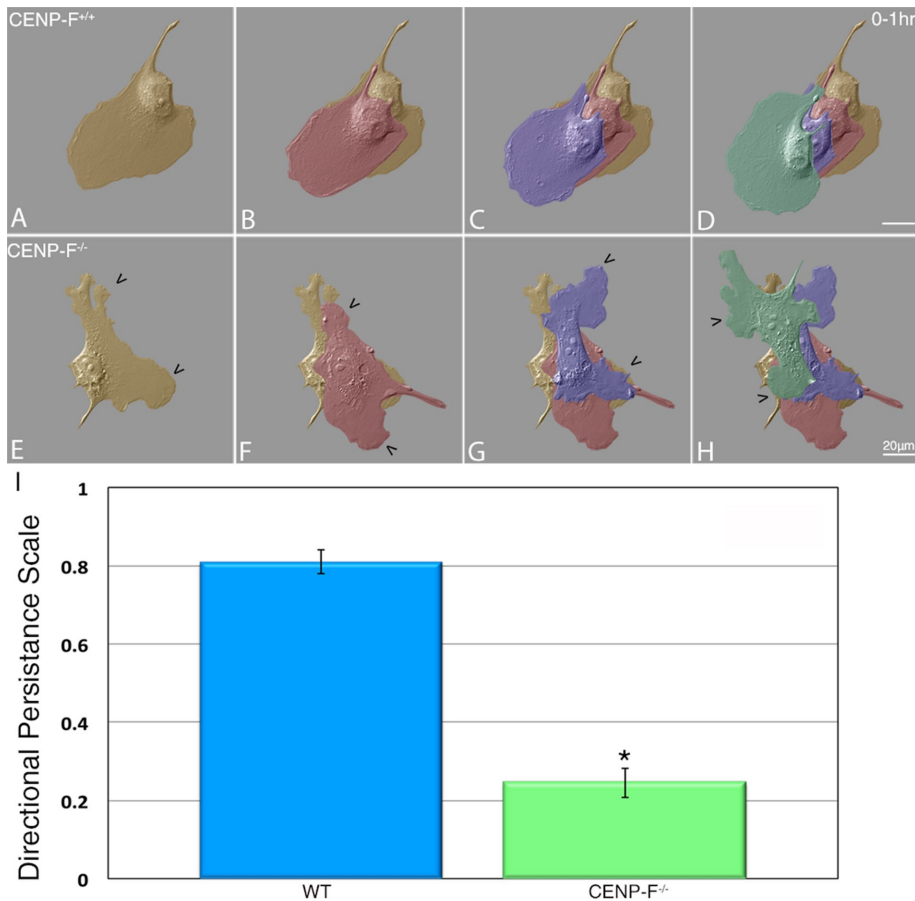 CENP-F+/+
0-1hr
A
B
C
D
CENP-F-/-
>
>
>
>
>
>
>
>
E
F
G
H
20µm
I
Directional Persistance Scale
1
0.8
0.6
0.4
0.2
0
*
WT
CENP-F-/-